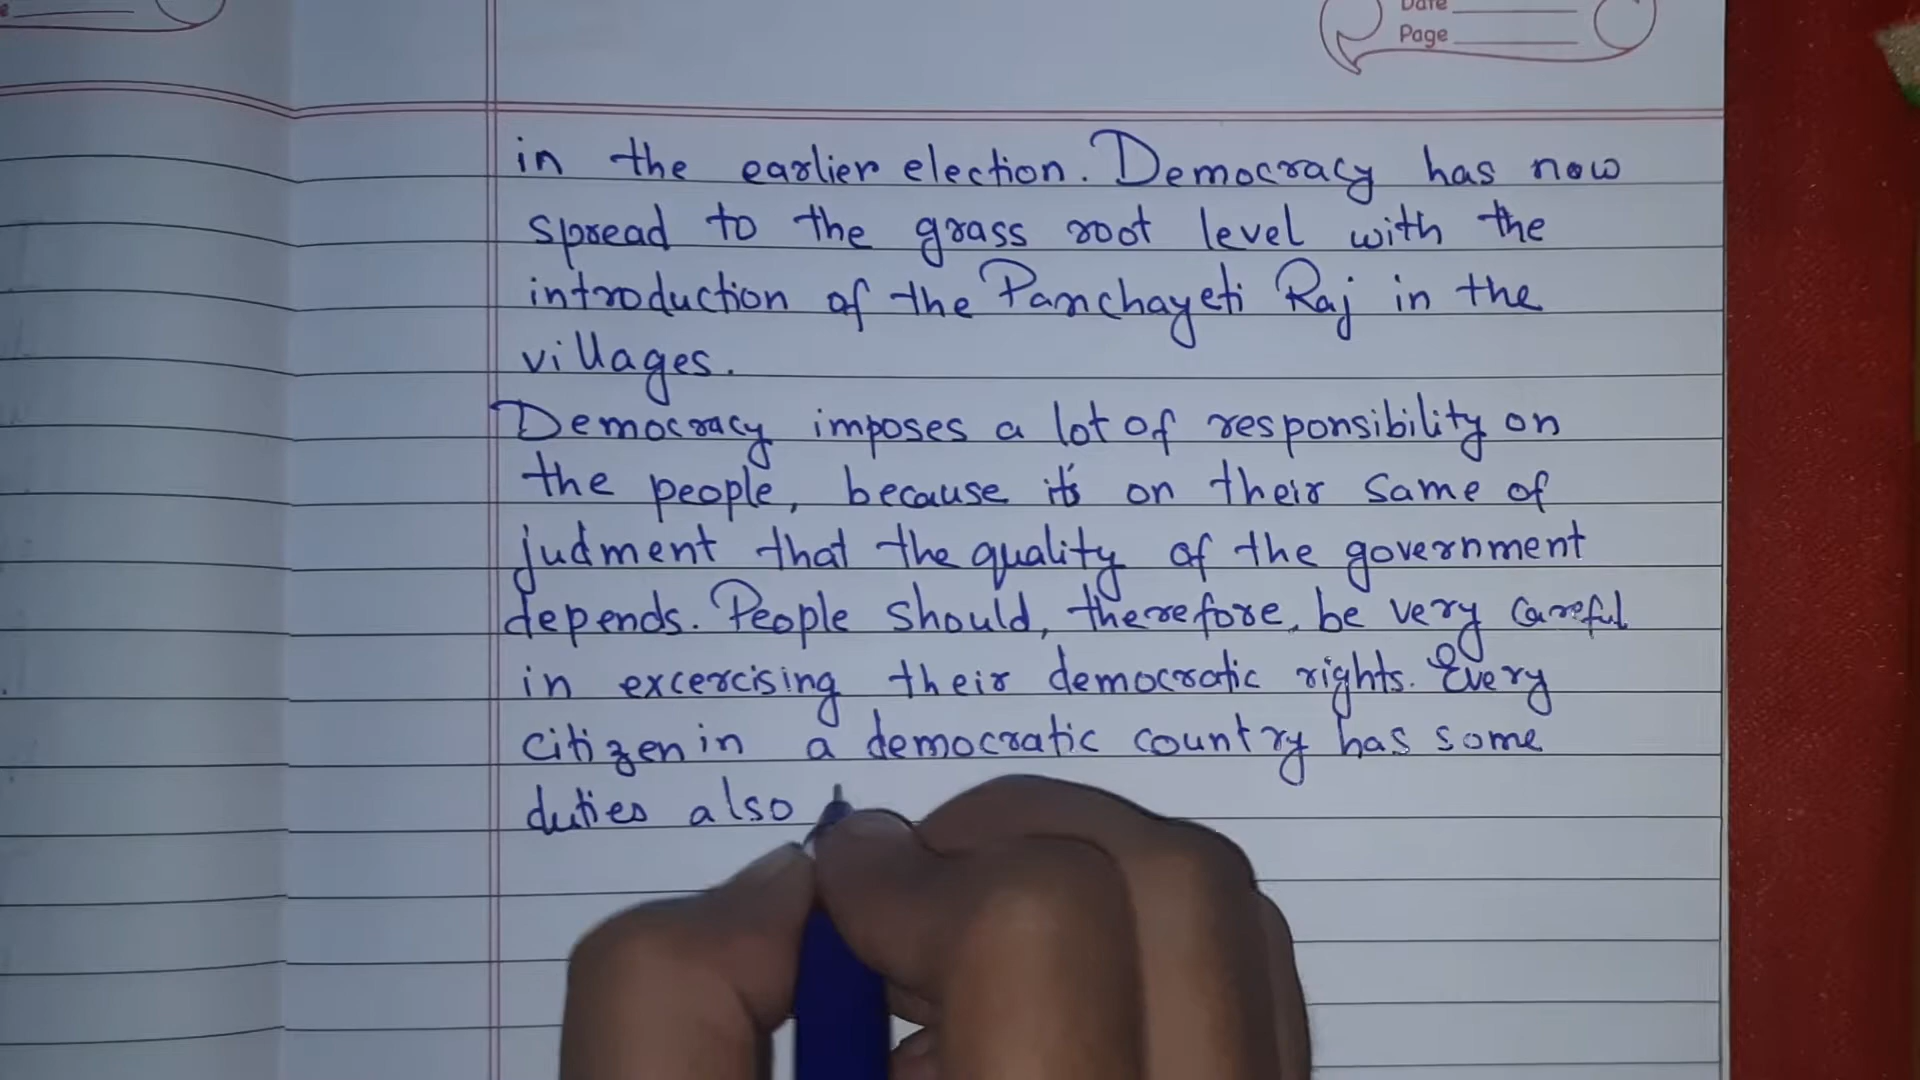 Date
Page
in the earlier election. Democracy has now
spread to the grass root level with the
introduction of the Panchayeti Raj in the
villages.
Democracy imposes a lot of responsibility on
the people, because it's on their same of
judment that the quality of the government
depends. People should, therefore, be very careful
in excercising their democratic rights. Every
citizen in a democratic country has some
duties also